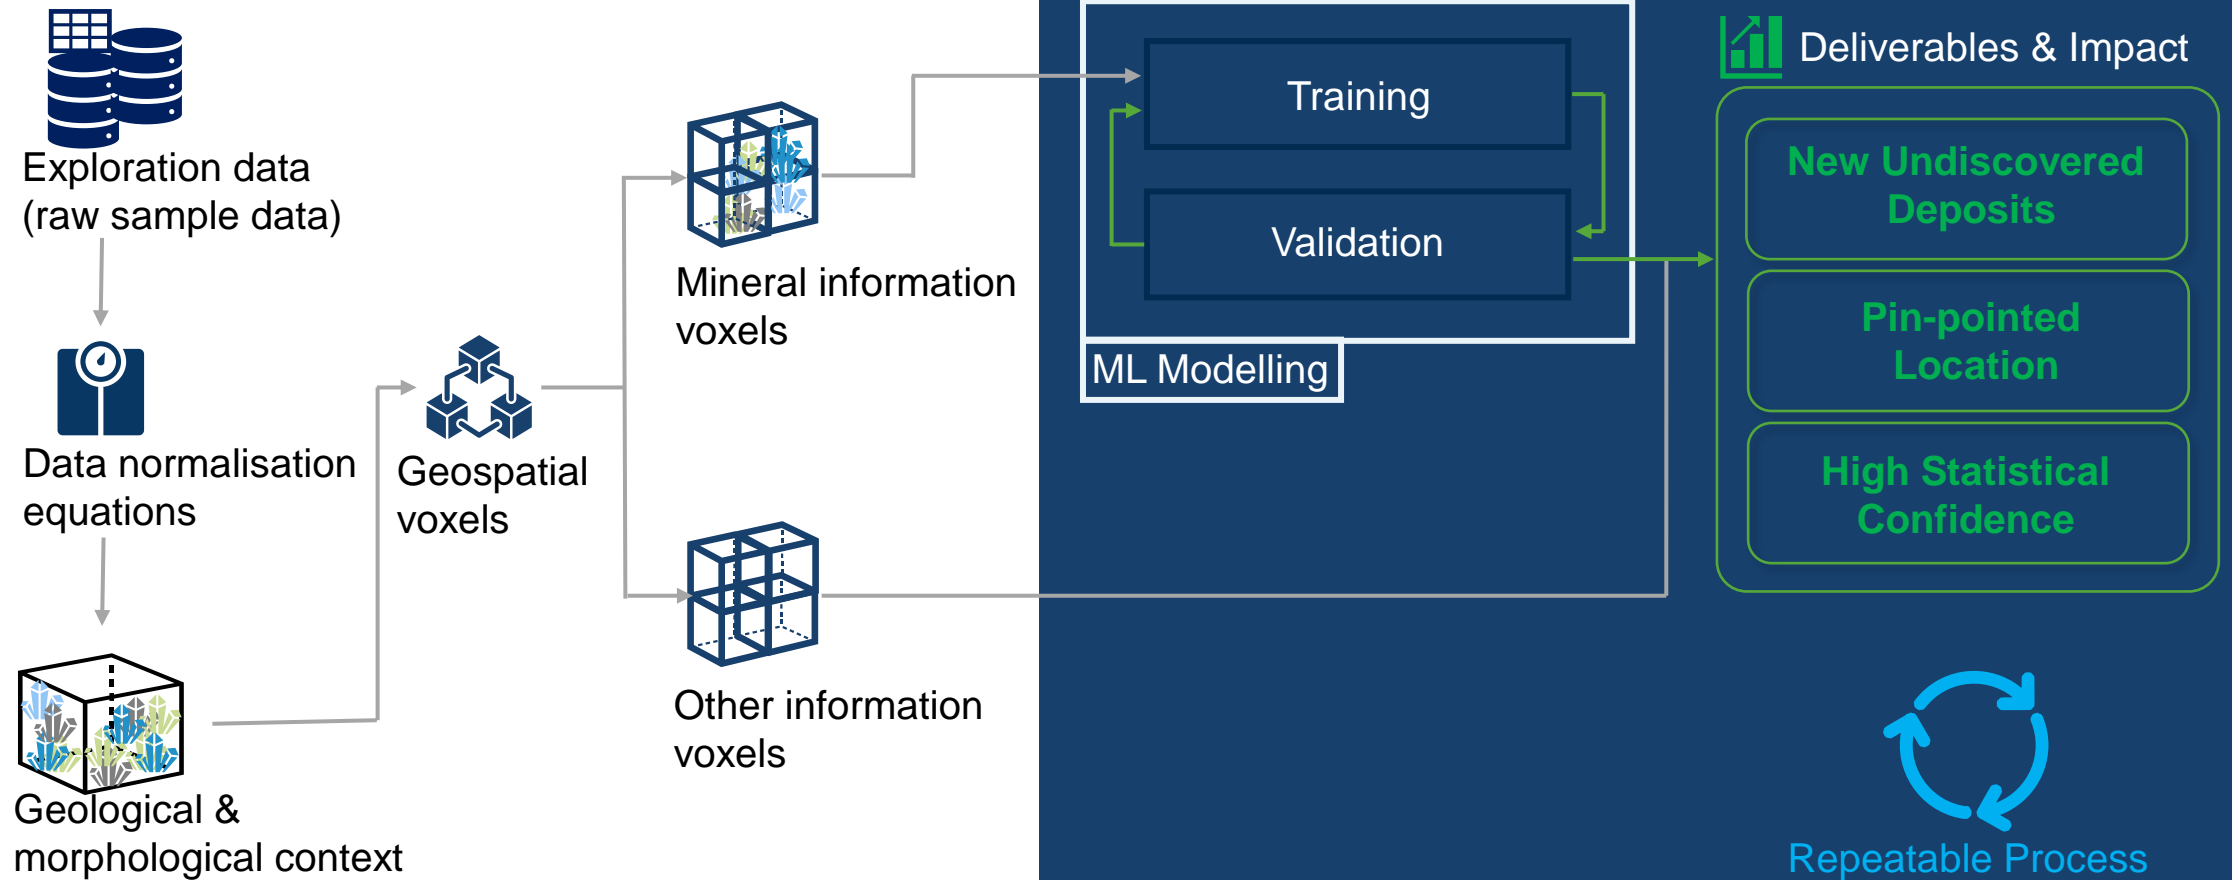 Exploration data
(raw sample data)
Data normalisation
equations
Geological &
morphological context
Geospatial
voxels
Mineral information
voxels
Other information
voxels
Training
Validation
ML Modelling
Deliverables & Impact
New Undiscovered
Deposits
Pin-pointed
Location
High Statistical
Confidence
Repeatable Process